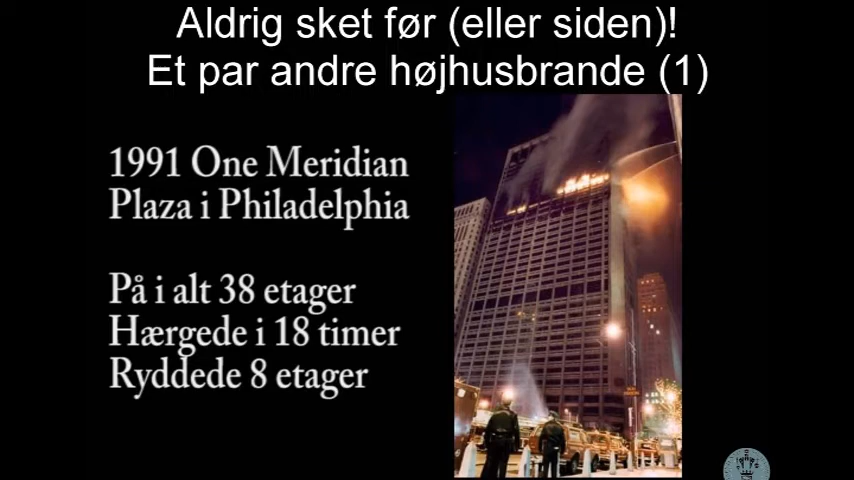 Aldrig sket før (eller siden)!
Et par andre højhusbrande (1)
1991 One Meridian
Plaza i Philadelphia
På i alt 38 etager
Hærgede i 18 timer
Ryddede 8 etager